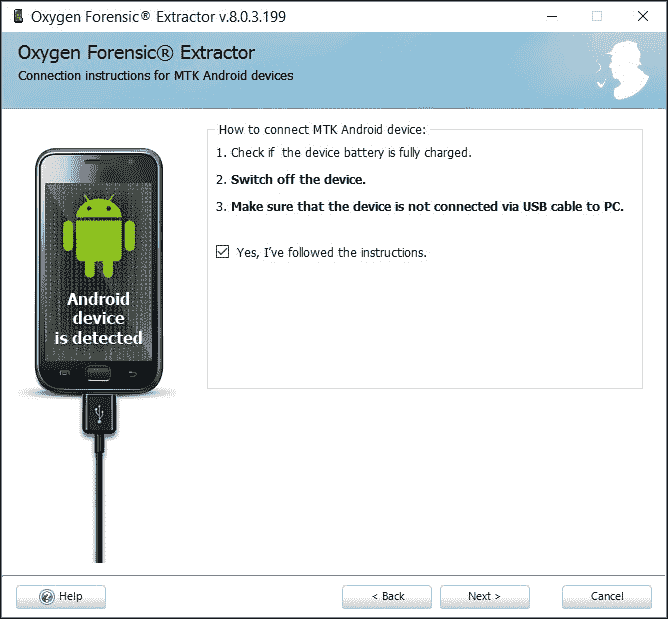 Oxygen Forensic® Extractor v.8.0.3.199
Oxygen Forensic® Extractor
Connection instructions for MTK Android devices
How to connect MTK Android device:
1. Check if the device battery is fully charged.
2. Switch off the device.
3. Make sure that the device is not connected via USB cable to PC.
Yes, I've followed the instructions.
Android
device
is detected
Help
< Back
Next >
Cancel